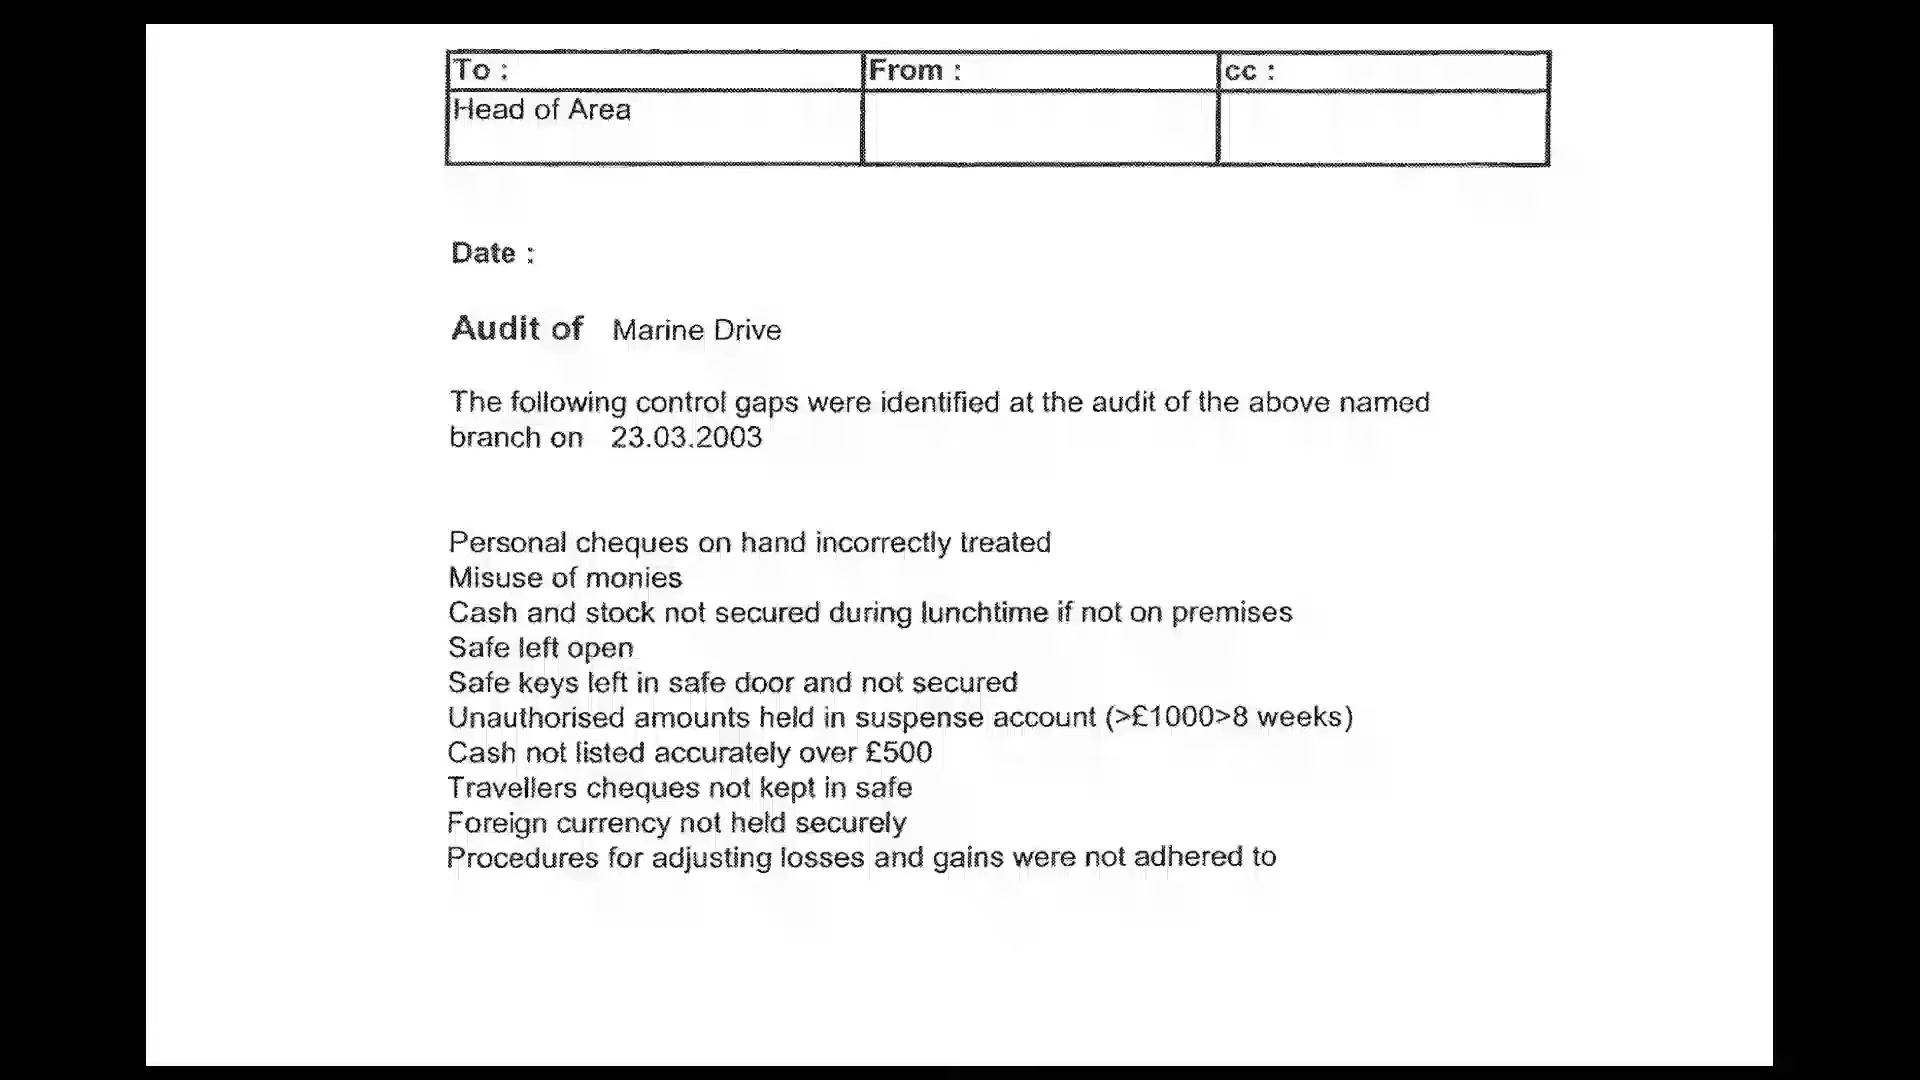 To : From : cc :
Head of Area
Date :
Audit of Marine Drive
The following control gaps were identified at the audit of the above named
branch on 23.03.2003
Personal cheques on hand incorrectly treated
Misuse of monies
Cash and stock not secured during lunchtime if not on premises
Safe left open
Safe keys left in safe door and not secured
Unauthorised amounts held in suspense account (>£1000>8 weeks)
Cash not listed accurately over £500
Travellers cheques not kept in safe
Foreign currency not held securely
Procedures for adjusting losses and gains were not adhered to